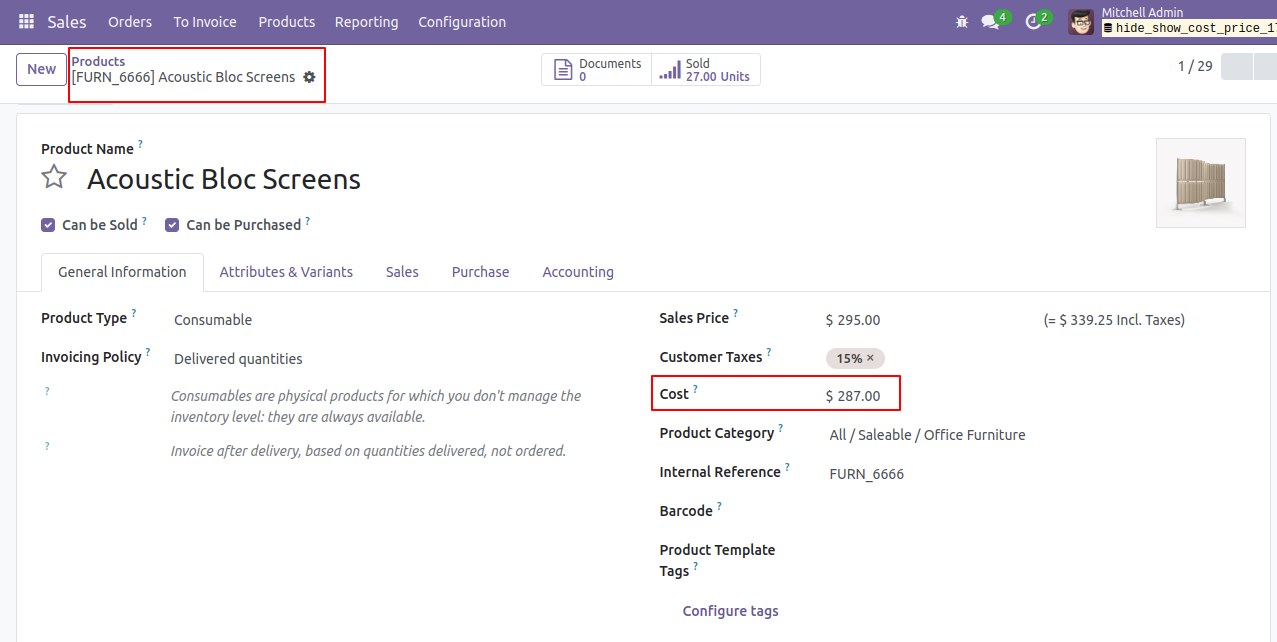 Sales Orders To Invoice Products Reporting Configuration 4 2 Mitchell Admin
hide_show_cost_price_17
New Products
[FURN_6666] Acoustic Bloc Screens
Documents
0
Sold
27.00 Units
1 / 29
Product Name ?
Acoustic Bloc Screens
Can be Sold ? Can be Purchased ?
General Information Attributes & Variants Sales Purchase Accounting
Product Type ? Consumable
Invoicing Policy ? Delivered quantities
? Consumables are physical products for which you don't manage the
inventory level: they are always available.
? Invoice after delivery, based on quantities delivered, not ordered.
Sales Price ? $ 295.00 (= $ 339.25 Incl. Taxes)
Customer Taxes ? 15% ×
Cost ? $ 287.00
Product Category ? All / Saleable / Office Furniture
Internal Reference ? FURN_6666
Barcode ?
Product Template
Tags ?
Configure tags